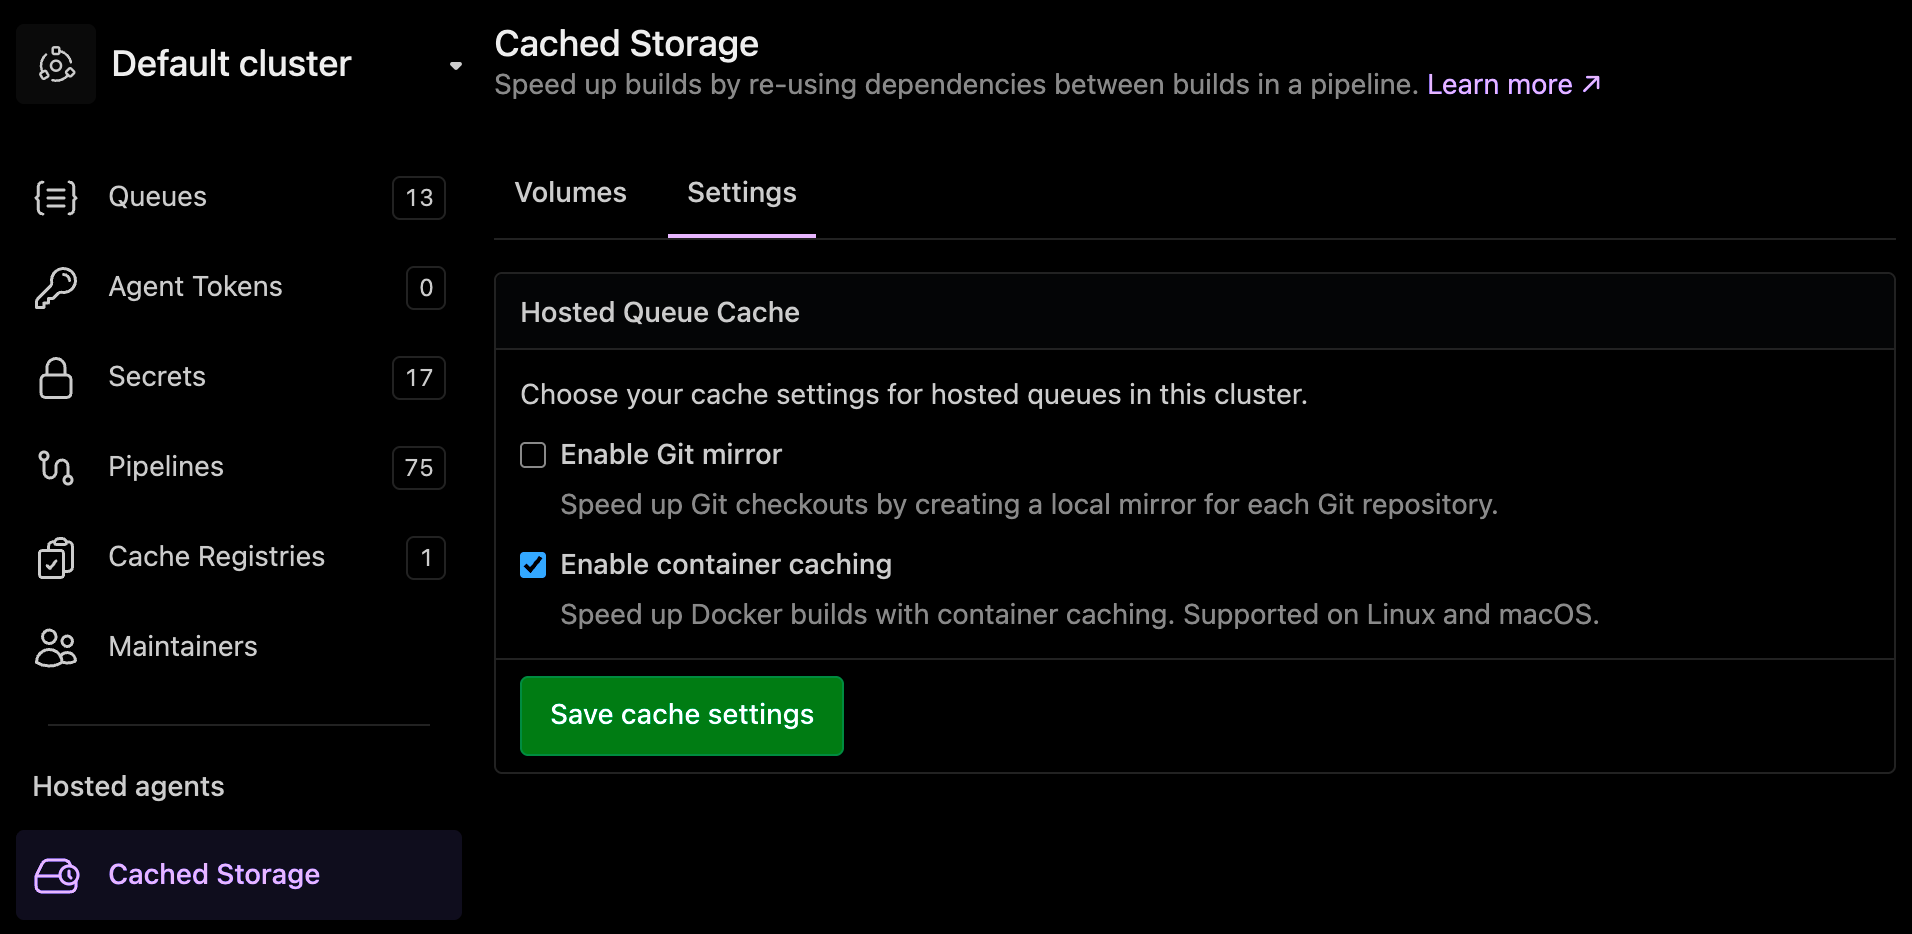 Default cluster
Queues 13
Agent Tokens 0
Secrets 17
Pipelines 75
Cache Registries 1
Maintainers
Hosted agents
Cached Storage
Cached Storage
Speed up builds by re-using dependencies between builds in a pipeline. Learn more ↗
Volumes Settings
Hosted Queue Cache
Choose your cache settings for hosted queues in this cluster.
Enable Git mirror
Speed up Git checkouts by creating a local mirror for each Git repository.
Enable container caching
Speed up Docker builds with container caching. Supported on Linux and macOS.
Save cache settings